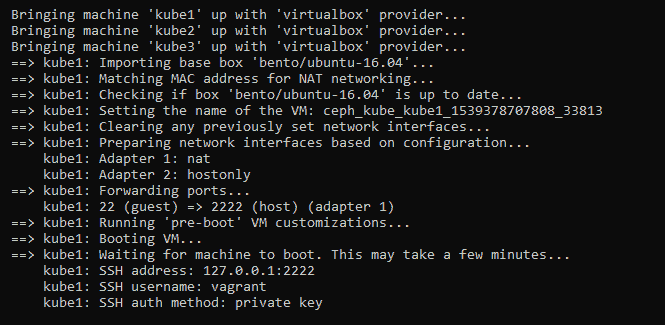 Bringing machine 'kube1' up with 'virtualbox' provider...
Bringing machine 'kube2' up with 'virtualbox' provider...
Bringing machine 'kube3' up with 'virtualbox' provider...
==> kube1: Importing base box 'bento/ubuntu-16.04'...
==> kube1: Matching MAC address for NAT networking...
==> kube1: Checking if box 'bento/ubuntu-16.04' is up to date...
==> kube1: Setting the name of the VM: ceph_kube_kube1_1539378707808_33813
==> kube1: Clearing any previously set network interfaces...
==> kube1: Preparing network interfaces based on configuration...
    kube1: Adapter 1: nat
    kube1: Adapter 2: hostonly
==> kube1: Forwarding ports...
    kube1: 22 (guest) => 2222 (host) (adapter 1)
==> kube1: Running 'pre-boot' VM customizations...
==> kube1: Booting VM...
==> kube1: Waiting for machine to boot. This may take a few minutes...
    kube1: SSH address: 127.0.0.1:2222
    kube1: SSH username: vagrant
    kube1: SSH auth method: private key